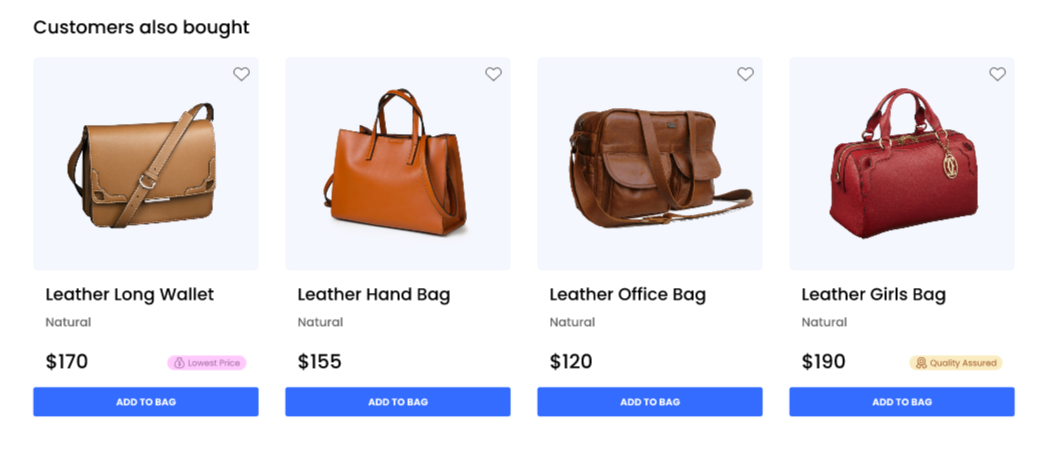 Customers also bought
Leather Long Wallet
Natural
$170
Lowest Price
ADD TO BAG
Leather Hand Bag
Natural
$155
ADD TO BAG
Leather Office Bag
Natural
$120
ADD TO BAG
Leather Girls Bag
Natural
$190
Quality Assured
ADD TO BAG